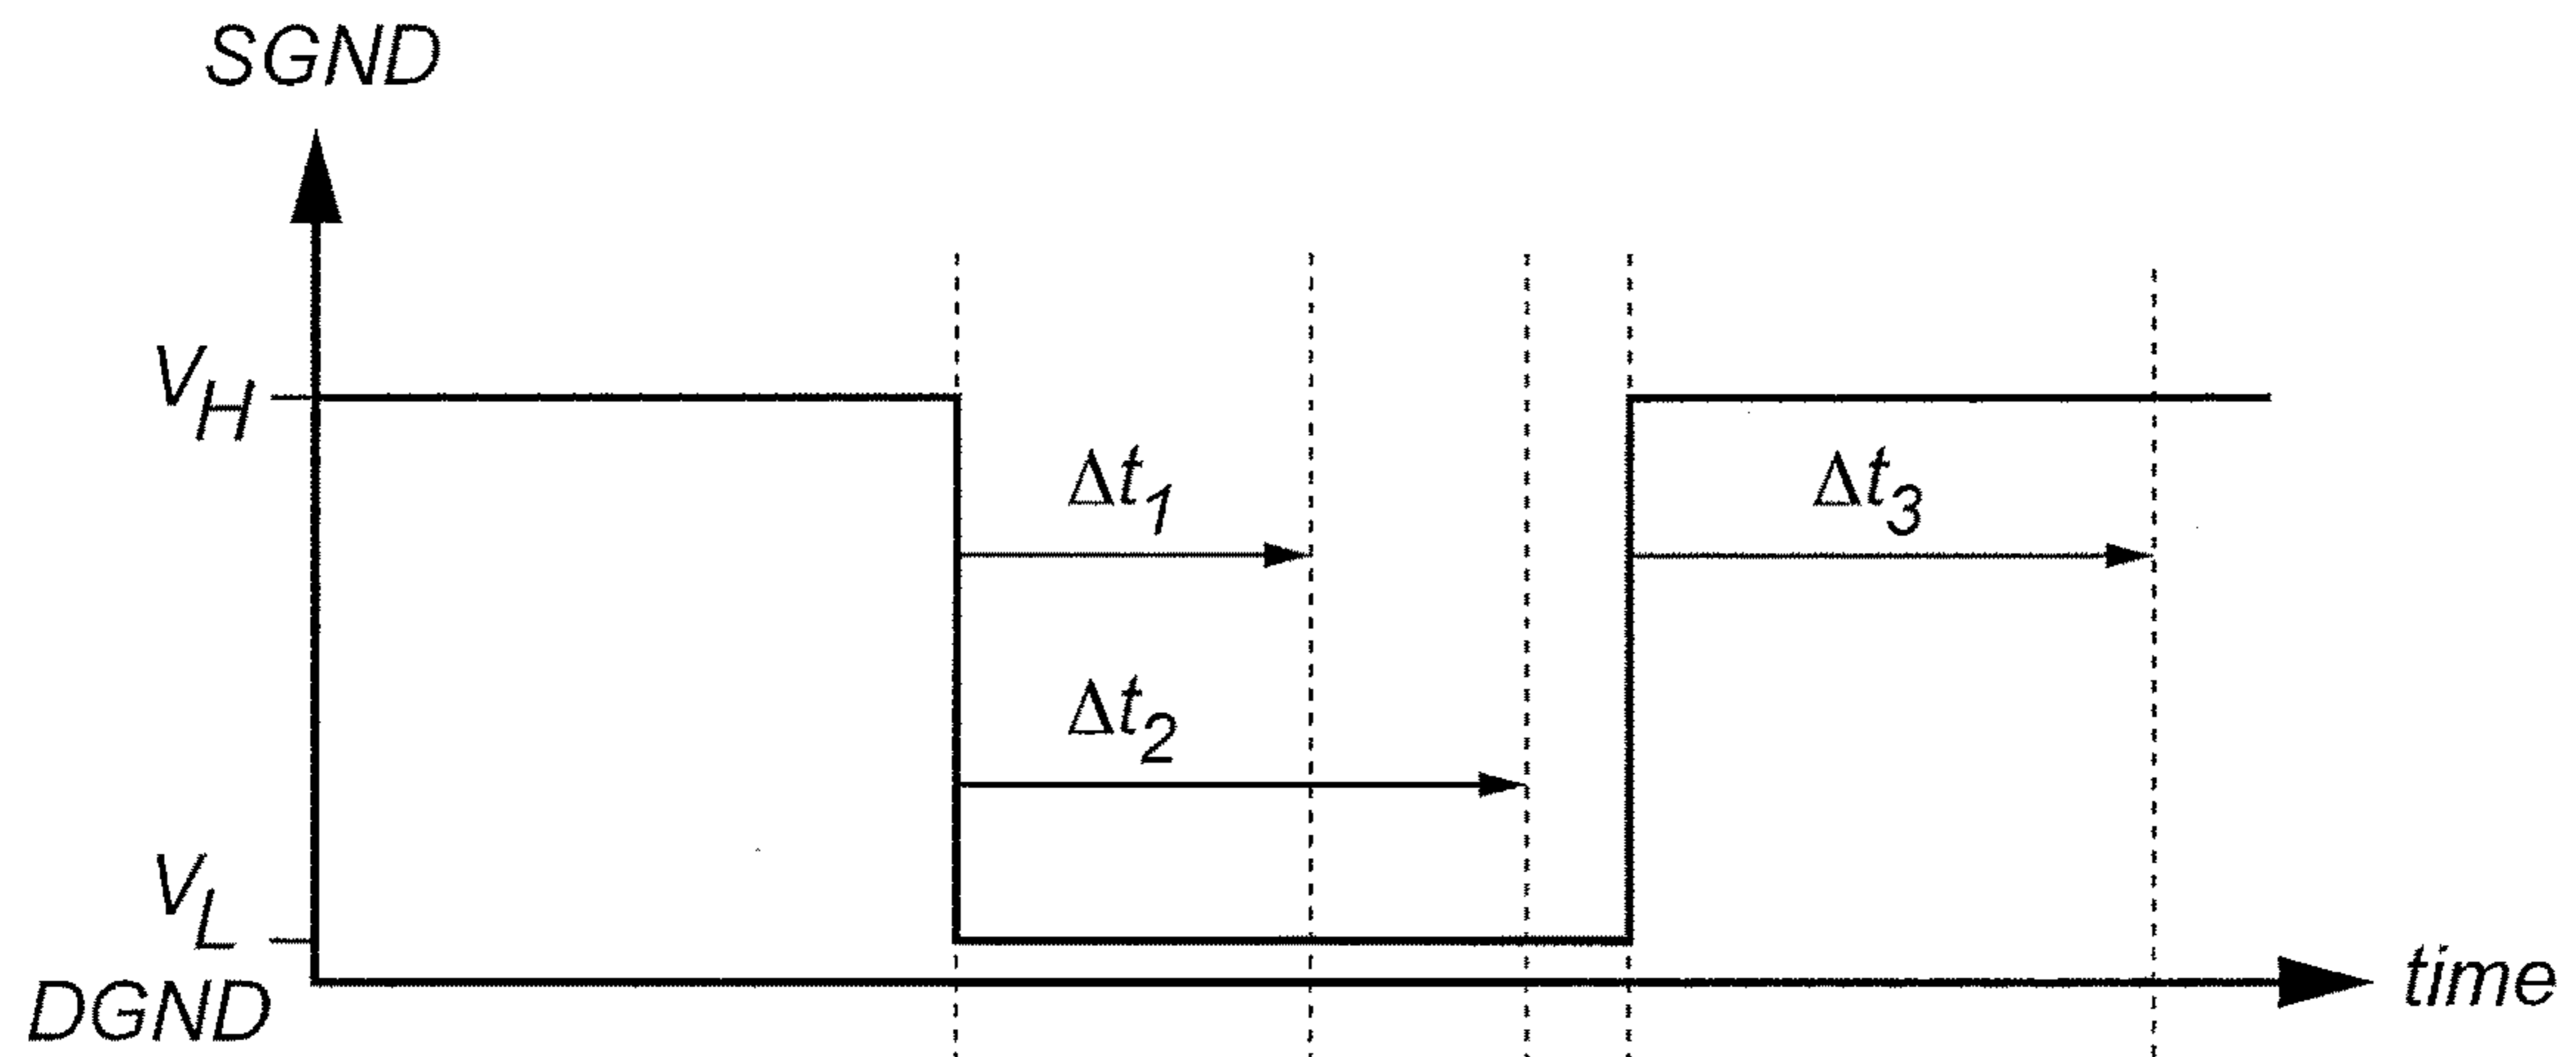 SGND
V_H
Δt_1
Δt_3
Δt_2
V_L
DGND
time